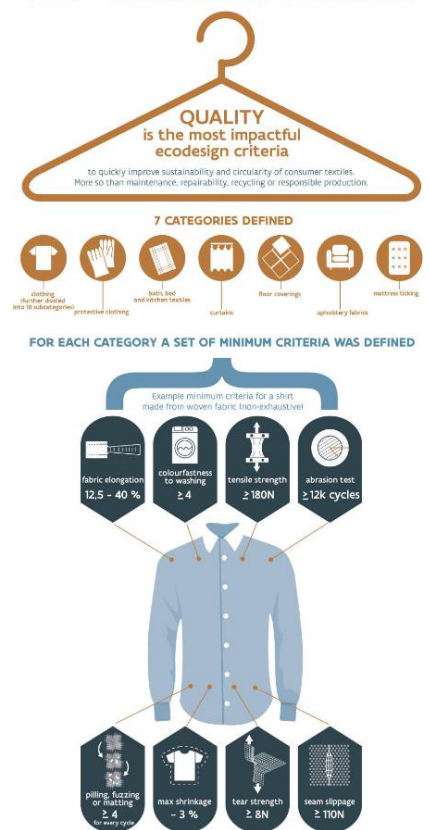 QUALITY
is the most impactful
ecodesign criteria
to quickly improve sustainability and circularity of consumer textiles.
More so than maintenance, repairability, recycling or responsible production.
7 CATEGORIES DEFINED
clothing
(further divided
into 10 subcategories)
protective clothing
bath, bed
and kitchen textiles
curtains
floor coverings
upholstery fabrics
mattress ticking
FOR EACH CATEGORY A SET OF MINIMUM CRITERIA WAS DEFINED
Example minimum criteria for a shirt
made from woven fabric (non-exhaustive)
fabric elongation
12,5 - 40 %
colourfastness
to washing
≥ 4
tensile strength
≥ 180N
abrasion test
≥ 12k cycles
pilling, fuzzing
or matting
≥ 4
for every cycle
max shrinkage
- 3 %
tear strength
≥ 8N
seam slippage
≥ 110N